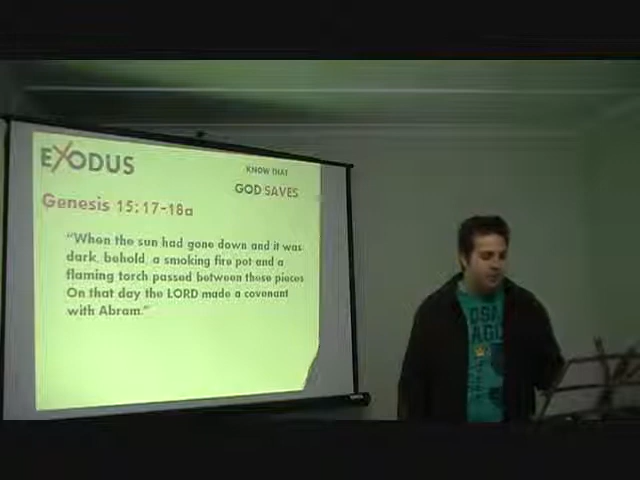 EXODUS
KNOW THAT
GOD SAVES
Genesis 15:17-18a
"When the sun had gone down and it was
dark, behold, a smoking fire pot and a
flaming torch passed between these pieces
On that day the LORD made a covenant
with Abram."